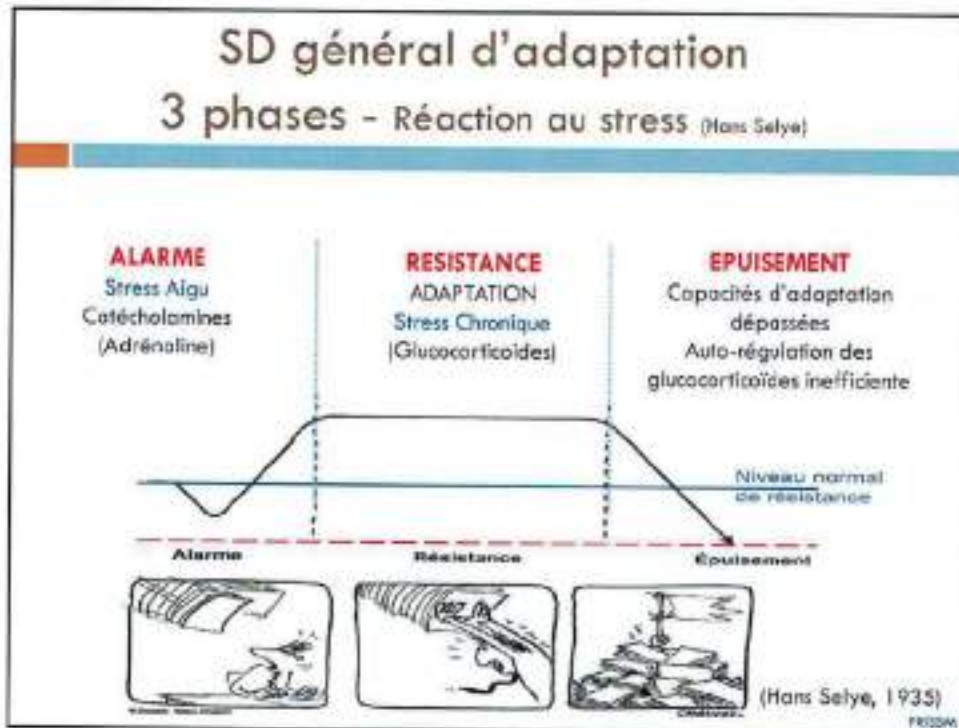 SD général d'adaptation
3 phases - Réaction au stress (Hans Selye)
ALARME
Stress Aigu
Catécholamines
(Adrénaline)
RESISTANCE
ADAPTATION
Stress Chronique
(Glucocorticoïdes)
EPUISEMENT
Capacités d'adaptation
dépassées
Auto-régulation des
glucocorticoïdes inefficiente
Niveau normal
de résistance
Alarme
Résistance
Épuisement
(Hans Selye, 1935)